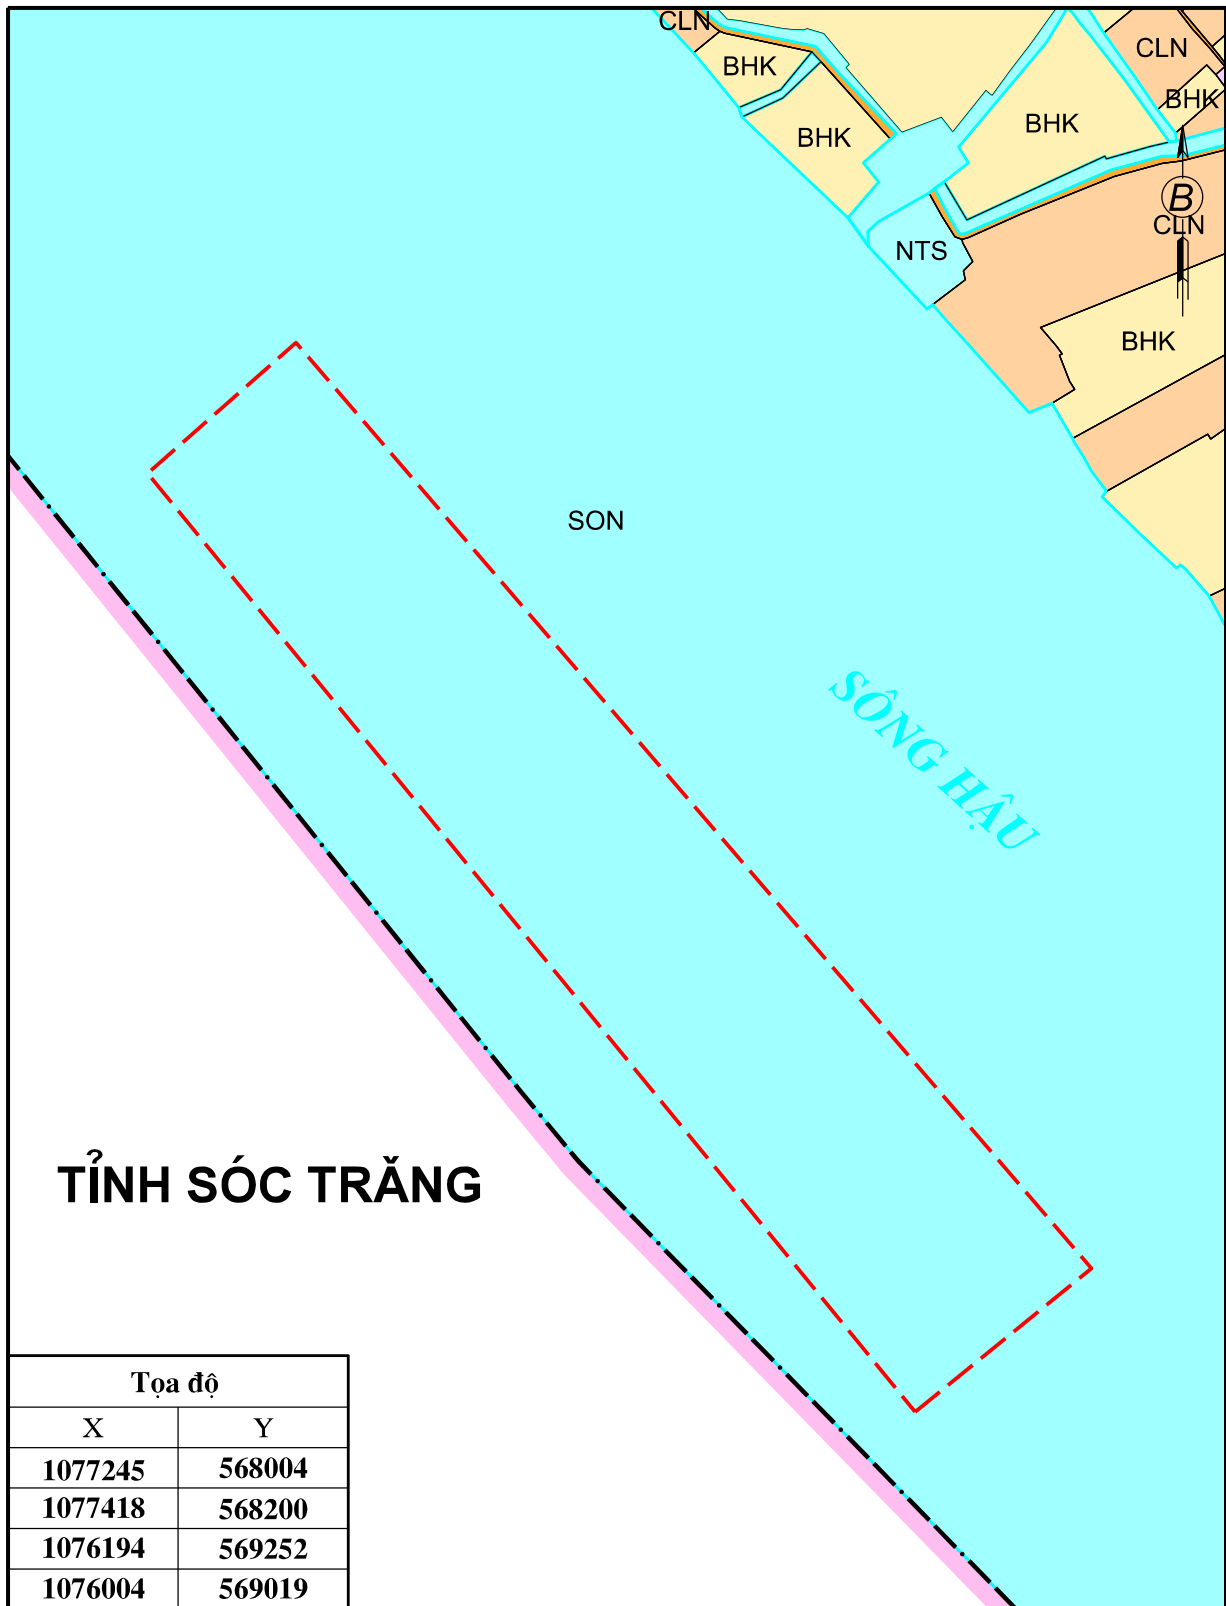 CLN
BHK
CLN
BHK
BHK
BHK
B
CLN
NTS
BHK
SON
SÔNG HẬU
TỈNH SÓC TRĂNG
Tọa độ
X Y
1077245 568004
1077418 568200
1076194 569252
1076004 569019